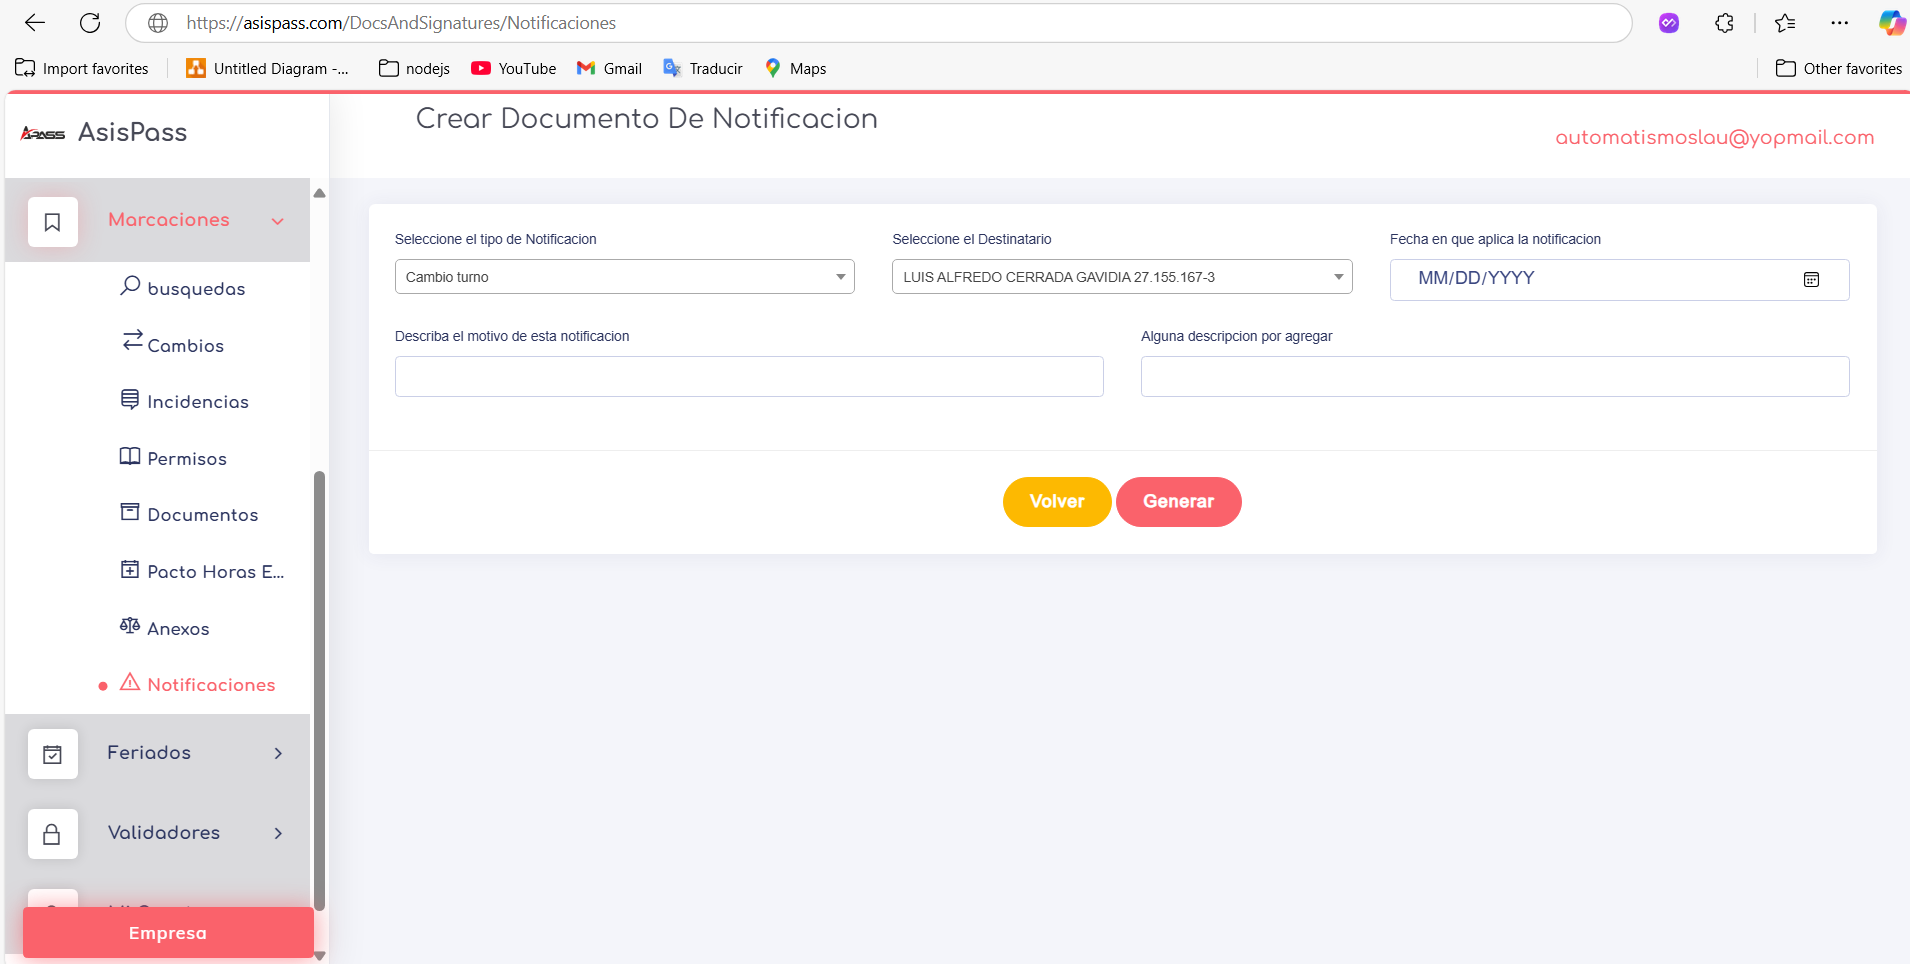 https://asispass.com/DocsAndSignatures/Notificaciones
Import favorites
Untitled Diagram -...
nodejs
YouTube
Gmail
Traducir
Maps
Other favorites
APASS AsisPass
Crear Documento De Notificacion
automatismoslau@yopmail.com
Marcaciones
busquedas
Cambios
Incidencias
Permisos
Documentos
Pacto Horas E...
Anexos
Notificaciones
Feriados
Validadores
Empresa
Seleccione el tipo de Notificacion
Cambio turno
Seleccione el Destinatario
LUIS ALFREDO CERRADA GAVIDIA 27.155.167-3
Fecha en que aplica la notificacion
MM/DD/YYYY
Describa el motivo de esta notificacion
Alguna descripcion por agregar
Volver
Generar